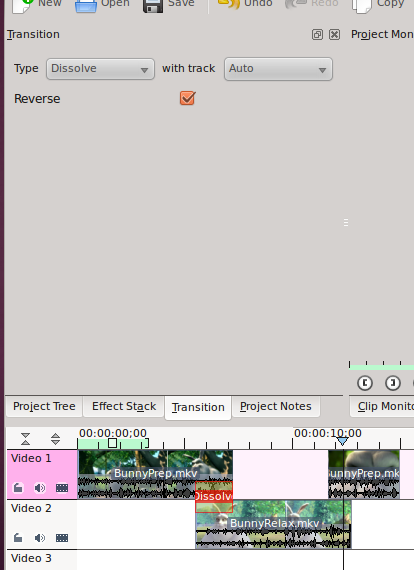 New Open Save Undo Redo Copy
Transition Project Mon
Type Dissolve with track Auto
Reverse
Project Tree Effect Stack Transition Project Notes Clip Monito
00:00:00:00 00:00:10:00
Video 1
BunnyPrep.mkv BunnyPrep.mk
Dissolv
Video 2
BunnyRelax.mkv
Video 3